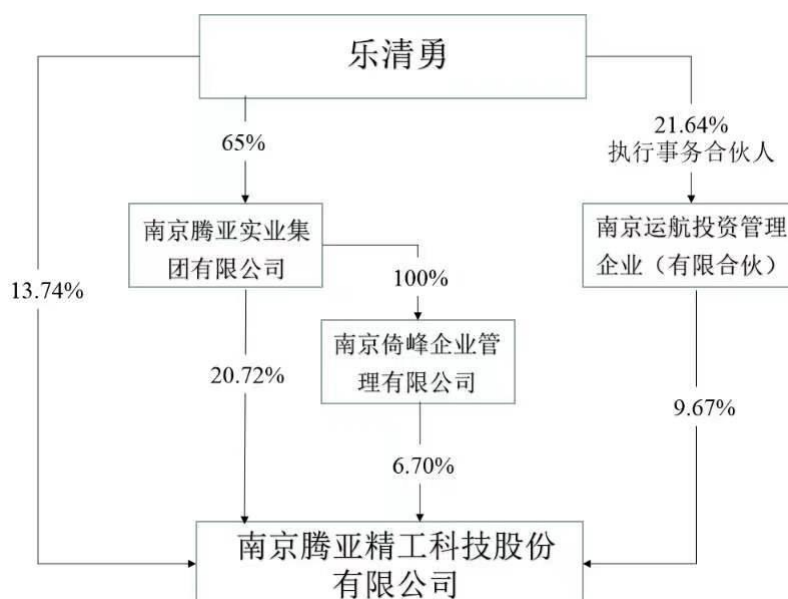 乐清勇
21.64%
执行事务合伙人
65%
南京腾亚实业集
团有限公司
南京运航投资管理
企业（有限合伙）
13.74%
100%
南京倚峰企业管
理有限公司
20.72%
9.67%
6.70%
南京腾亚精工科技股份
有限公司